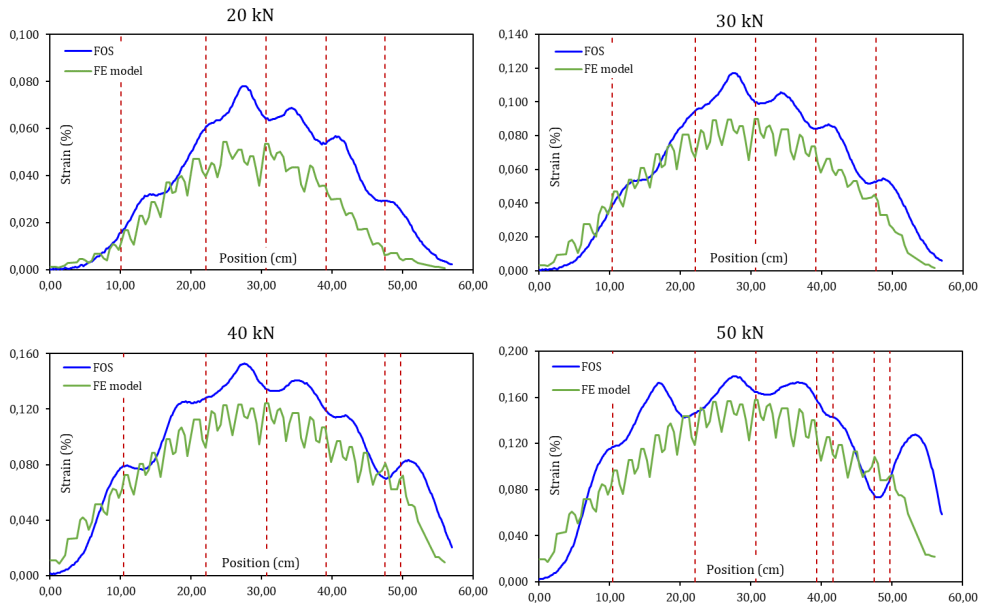 20 kN
0,100
0,080
0,060
0,040
0,020
0,000
Strain (%)
FOS
FE model
Position (cm)
0,00 10,00 20,00 30,00 40,00 50,00 60,00
30 kN
0,140
0,120
0,100
0,080
0,060
0,040
0,020
0,000
Strain (%)
FOS
FE model
Position (cm)
0,00 10,00 20,00 30,00 40,00 50,00 60,00
40 kN
0,160
0,120
0,080
0,040
0,000
Strain (%)
FOS
FE model
Position (cm)
0,00 10,00 20,00 30,00 40,00 50,00 60,00
50 kN
0,200
0,160
0,120
0,080
0,040
0,000
Strain (%)
FOS
FE model
Position (cm)
0,00 10,00 20,00 30,00 40,00 50,00 60,00